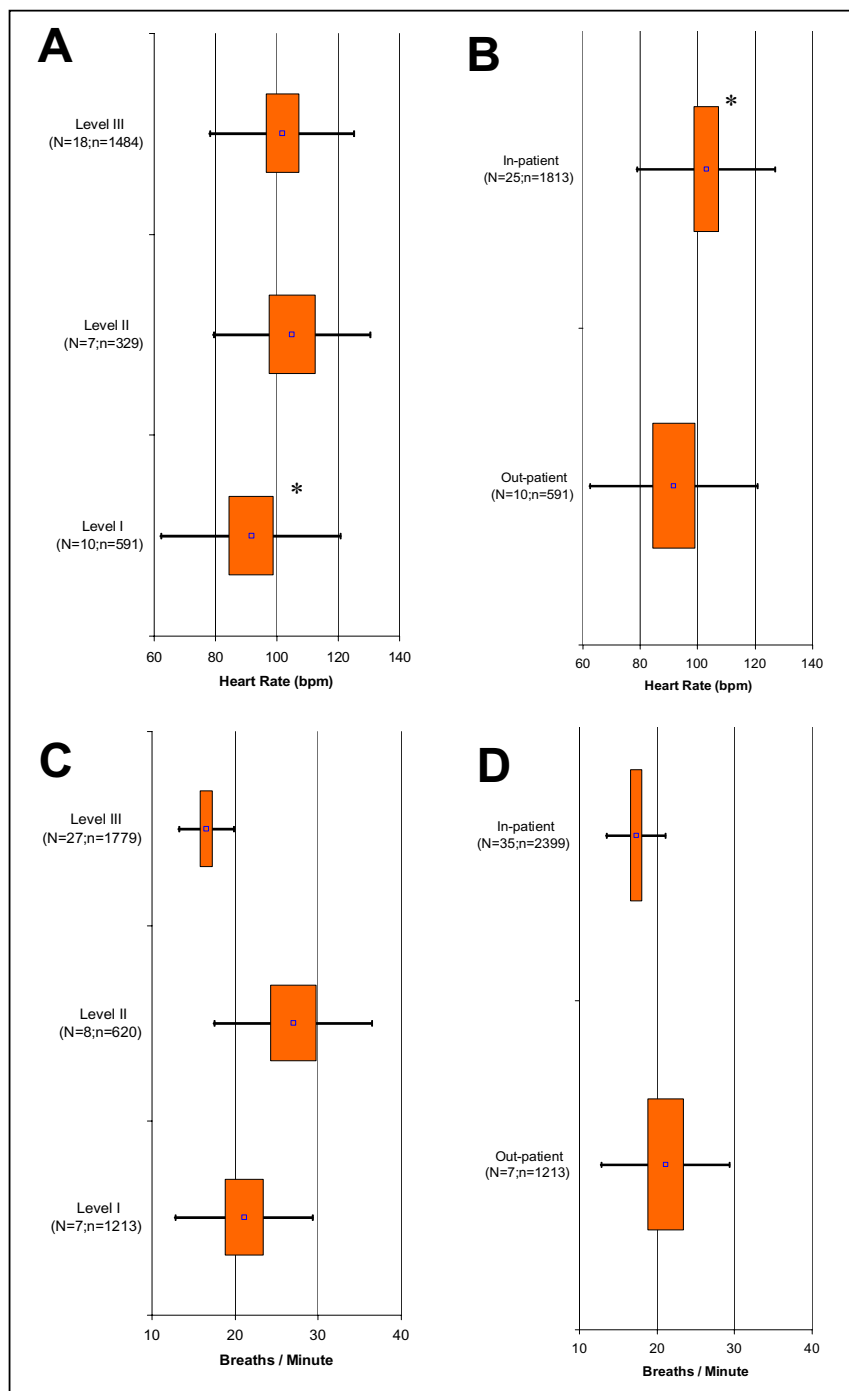 A
Level III
(N=18;n=1484)
Level II
(N=7;n=329)
Level I
(N=10;n=591)
*
60 80 100 120 140
Heart Rate (bpm)
B
*
In-patient
(N=25;n=1813)
Out-patient
(N=10;n=591)
60 80 100 120 140
Heart Rate (bpm)
C
Level III
(N=27;n=1779)
Level II
(N=8;n=620)
Level I
(N=7;n=1213)
10 20 30 40
Breaths / Minute
D
In-patient
(N=35;n=2399)
Out-patient
(N=7;n=1213)
10 20 30 40
Breaths / Minute